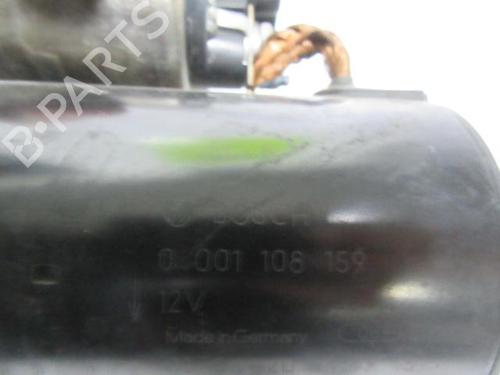 B-PARTS
BOSCH
0 001 108 159
12V
Made in Germany